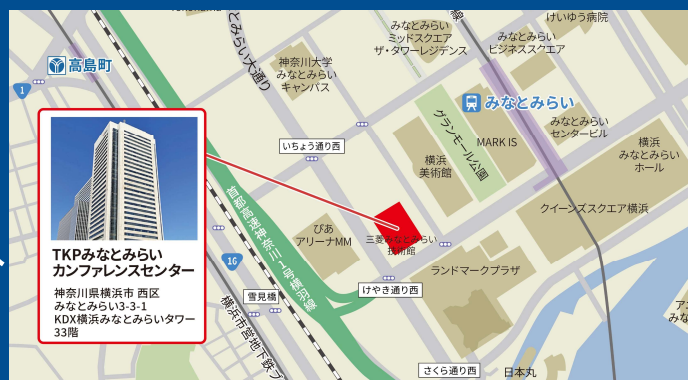 けいゆう病院
みなとみらい
ミッドスクエア
ザ・タワーレジデンス
みなとみらい
ビジネススクエア
とみらい大通り
神奈川大学
みなとみらい
キャンパス
高島町
1
みなとみらい
グランモール公園
MARK IS
みなとみらい
センタービル
横浜
みなとみらい
ホール
いちょう通り西
横浜
美術館
クイーンズスクエア横浜
首都高速神奈川1号横羽線
ぴあ
アリーナMM
三菱みなとみらい
技術館
ランドマークプラザ
TKPみなとみらい
カンファレンスセンター
神奈川県横浜市 西区
みなとみらい3-3-1
KDX横浜みなとみらいタワー
33階
1G
雪見橋
けやき通り西
横浜市営地下鉄ブ
さくら通り西
日本丸
みな